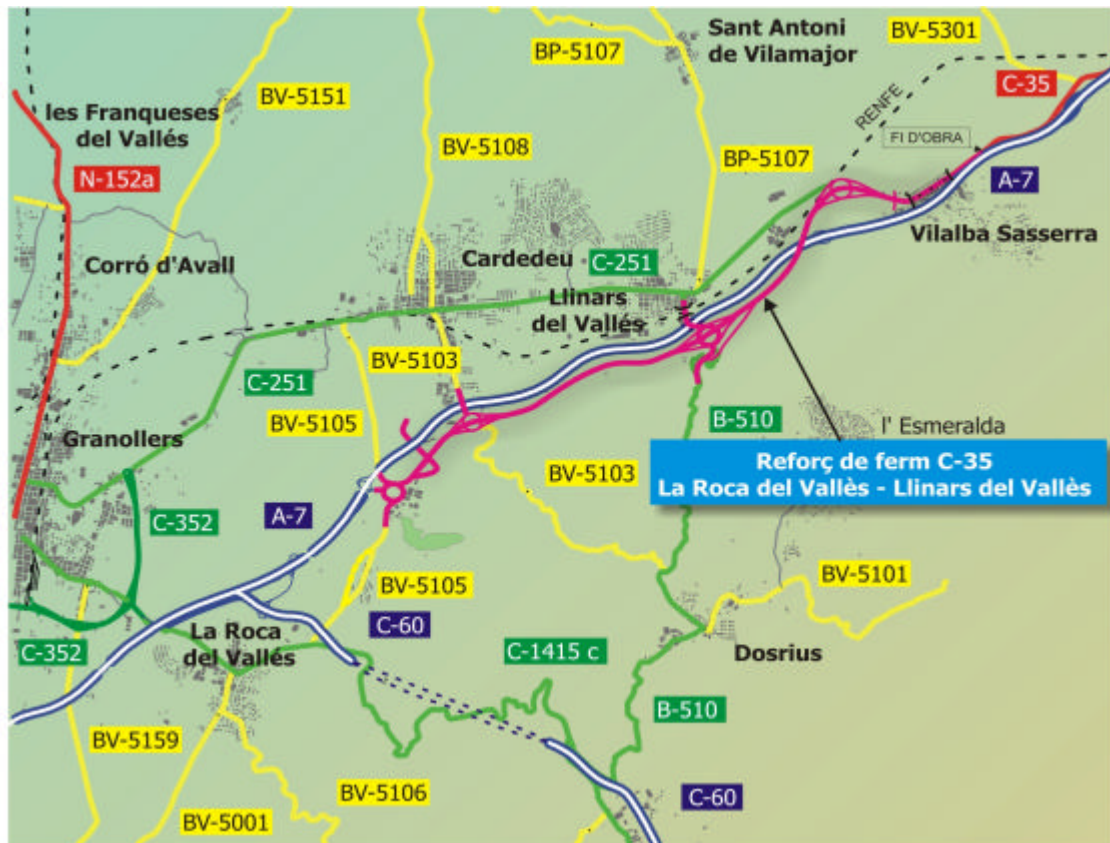 Sant Antoni
de Vilamajor
BV-5301
BP-5107
C-35
BV-5151
RENFE
les Franqueses
del Vallés
FI D'OBRA
BV-5108
BP-5107
N-152a
A-7
Vilalba Sasserra
Cardedeu
C-251
Corró d'Avall
Llinars
del Vallés
BV-5103
C-251
BV-5105
B-510
l' Esmeralda
Granollers
Reforç de ferm C-35
La Roca del Vallès - Llinars del Vallès
BV-5103
C-352
A-7
BV-5105
BV-5101
C-60
La Roca
del Vallés
C-352
C-1415 c
Dosrius
B-510
BV-5159
BV-5106
C-60
BV-5001